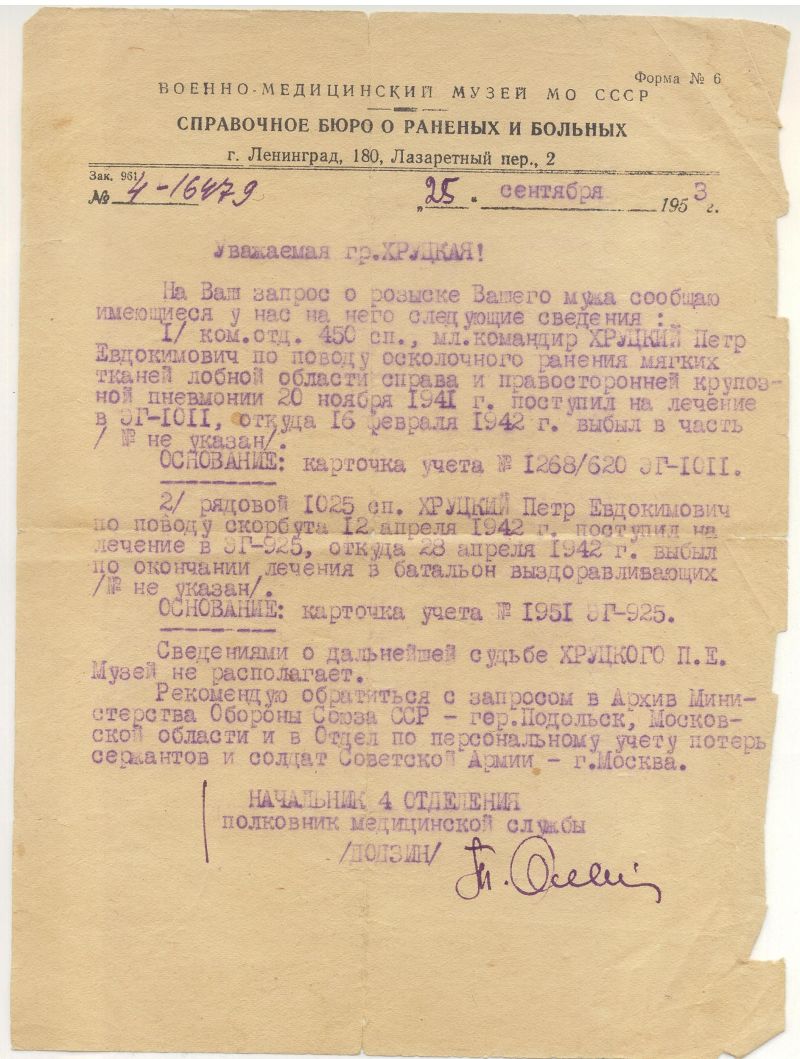 Форма № 6
ВОЕННО-МЕДИЦИНСКИЙ МУЗЕЙ МО СССР
СПРАВОЧНОЕ БЮРО О РАНЕНЫХ И БОЛЬНЫХ
г. Ленинград, 180, Лазаретный пер., 2
Зак. 961
№ 4-16479 „25" сентября 1953 г.
Уважаемая гр.ХРУЦКАЯ!
На Ваш запрос о розыске Вашего мужа сообщаю
имеющиеся у нас на него следующие сведения :
I/ ком.отд. 450 сп., мл.командир ХРУЦКИЙ Петр
Евдокимович по поводу осколочного ранения мягких
тканей лобной области справа и правосторонней крупоз-
ной пневмонии 20 ноября 1941 г. поступил на лечение
в ЭГ-IOII, откуда 16 февраля 1942 г. выбыл в часть
/ № не указан/.
ОСНОВАНИЕ: карточка учета № 1268/620 ЭГ-IOII.
2/ рядовой I025 сп. ХРУЦКИЙ Петр Евдокимович
по поводу скорбута 12 апреля 1942 г. поступил на
лечение в ЭГ-925, откуда 28 апреля 1942 г. выбыл
по окончании лечения в батальон выздоравливающих
/№ не указан/.
ОСНОВАНИЕ: карточка учета № 1951 ЭГ-925.
Сведениями о дальнейшей судьбе ХРУЦКОГО П.Е.
Музей не располагает.
Рекомендую обратиться с запросом в Архив Мини-
стерства Обороны Союза ССР - гор.Подольск, Москов-
ской области и в Отдел по персональному учету потерь
сержантов и солдат Советской Армии - г.Москва.
НАЧАЛЬНИК 4 ОТДЕЛЕНИЯ
полковник медицинской службы
/ДОДЗИН/